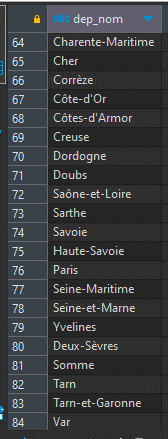 ABC dep_nom
64 Charente-Maritime
65 Cher
66 Corrèze
67 Côte-d'Or
68 Côtes-d'Armor
69 Creuse
70 Dordogne
71 Doubs
72 Saône-et-Loire
73 Sarthe
74 Savoie
75 Haute-Savoie
76 Paris
77 Seine-Maritime
78 Seine-et-Marne
79 Yvelines
80 Deux-Sèvres
81 Somme
82 Tarn
83 Tarn-et-Garonne
84 Var